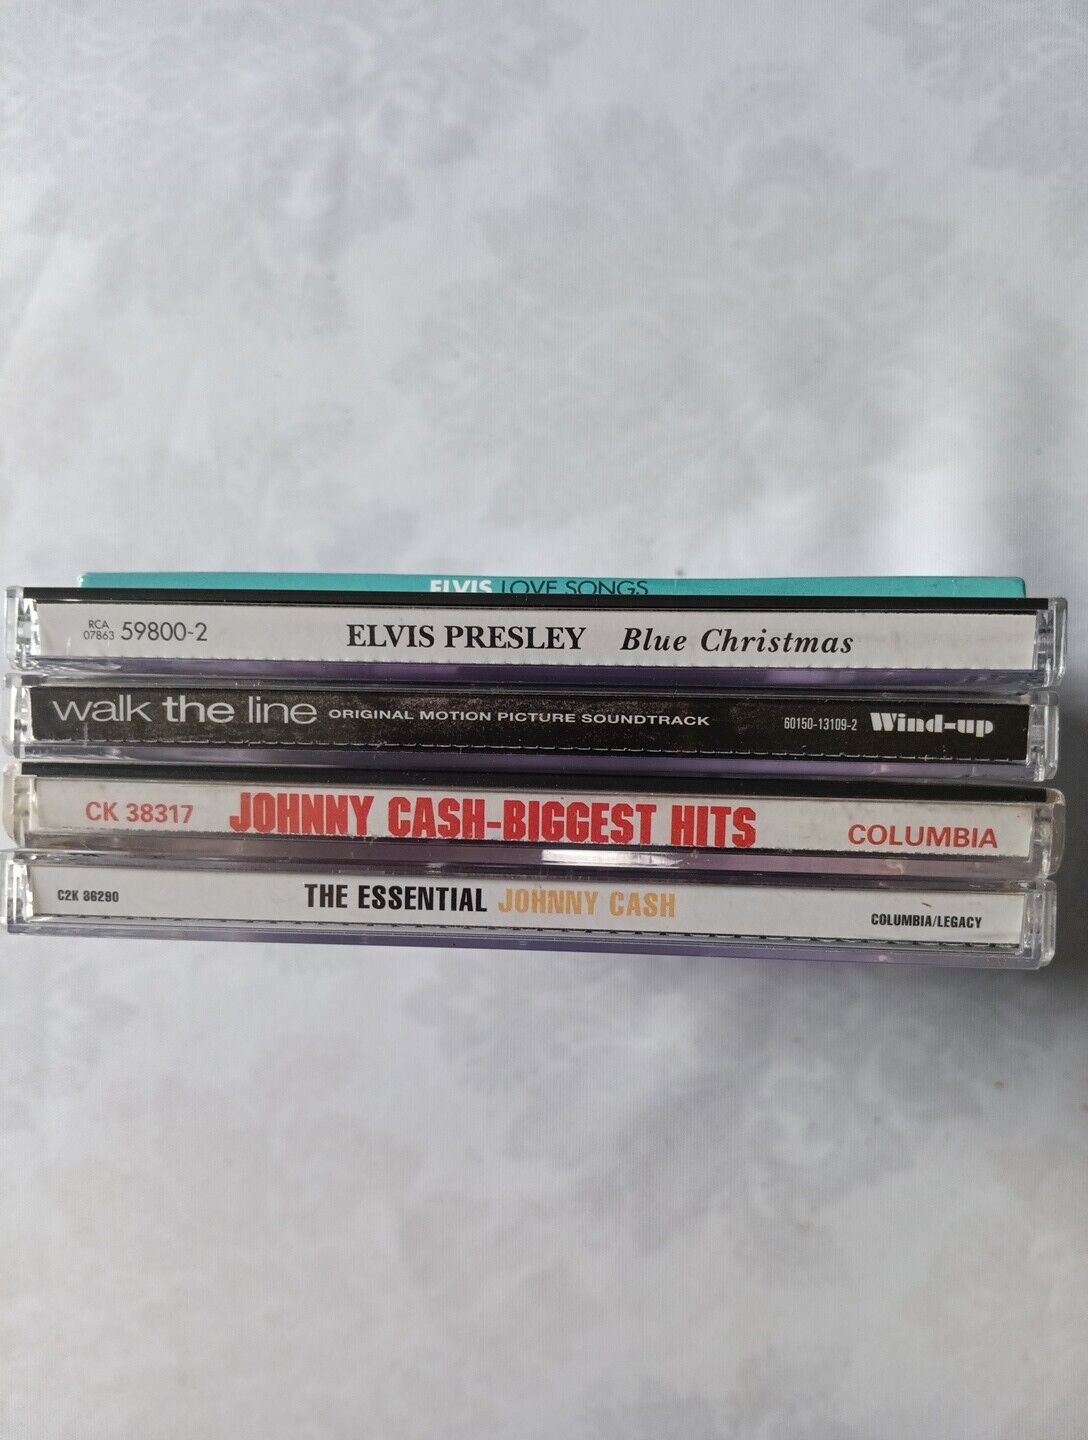 ELVIS LOVE SONGS
RCA
07863 59800-2 ELVIS PRESLEY Blue Christmas
walk the line ORIGINAL MOTION PICTURE SOUNDTRACK 60150-13109-2 Wind-up
CK 38317 JOHNNY CASH-BIGGEST HITS COLUMBIA
C2K 86290 THE ESSENTIAL JOHNNY CASH COLUMBIA/LEGACY